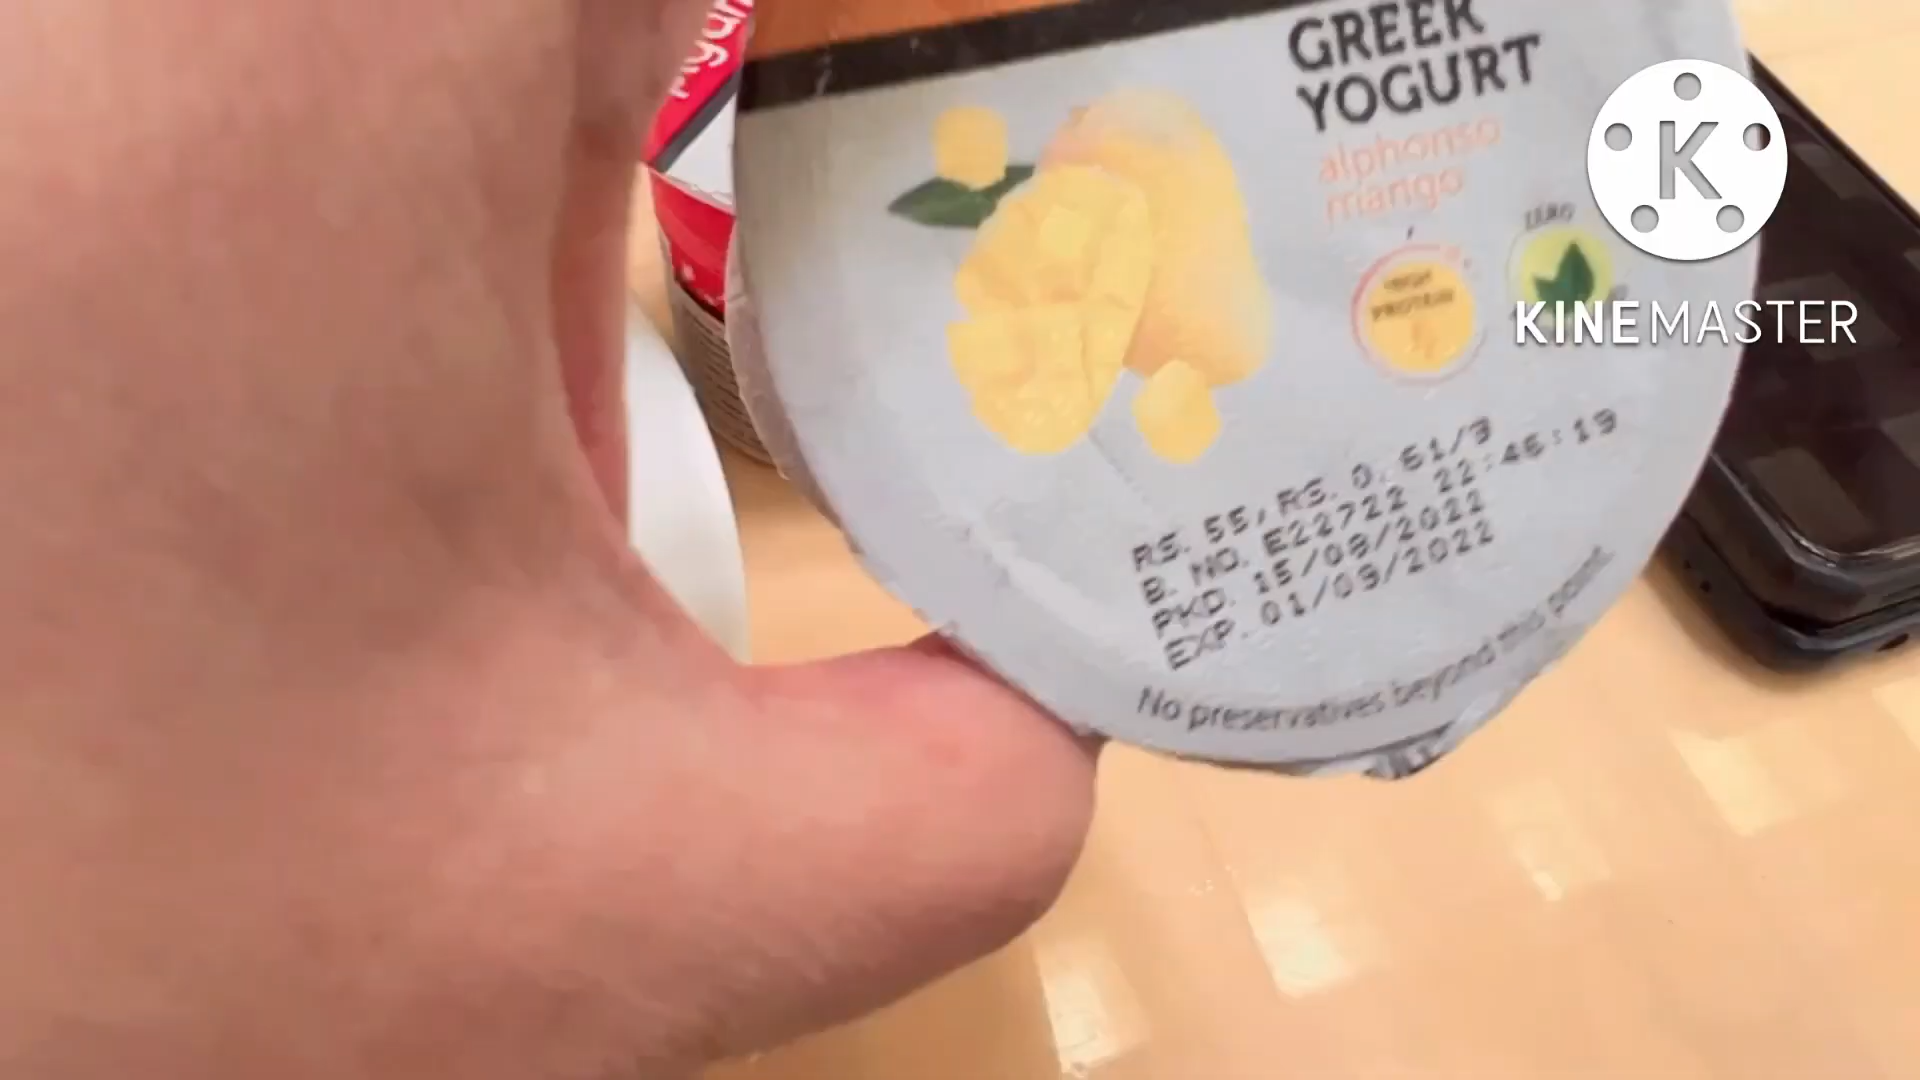 GREEK
YOGURT
alphonso
mango
HIGH
PROTEIN
ZERO
KINEMASTER
RS. 55, RS. 0. 61/9
B. NO. E22722 22:46:19
PKD. 15/08/2022
EXP. 01/09/2022
No preservatives beyond this point.